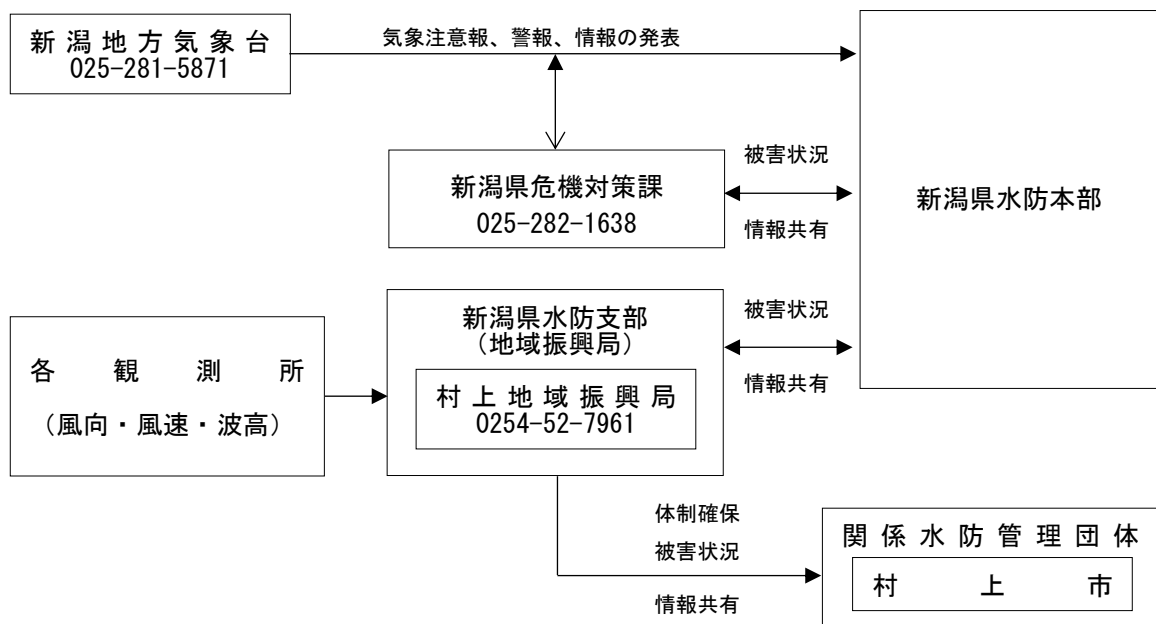 新潟地方気象台
025-281-5871
気象注意報、警報、情報の発表
新潟県危機対策課
025-282-1638
被害状況
情報共有
新潟県水防本部
各観測所
（風向・風速・波高）
新潟県水防支部
（地域振興局）
村上地域振興局
0254-52-7961
被害状況
情報共有
体制確保
被害状況
情報共有
関係水防管理団体
村上市